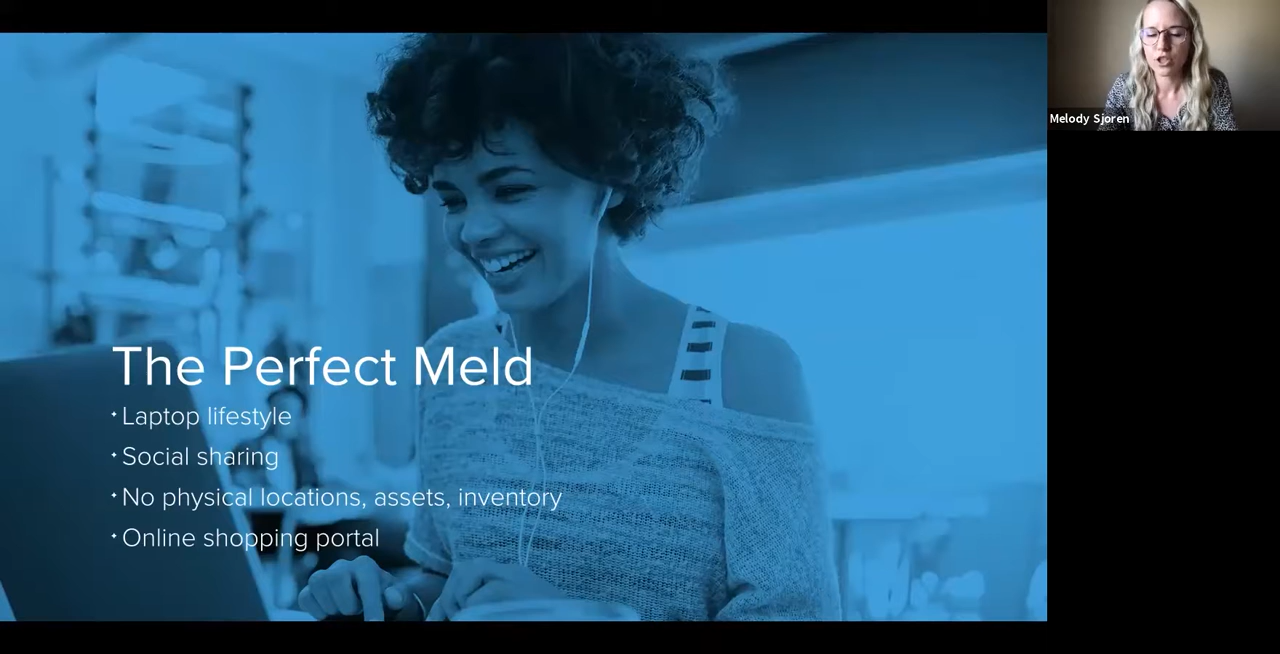 Melody Sjoren
The Perfect Meld
Laptop lifestyle
Social sharing
No physical locations, assets, inventory
Online shopping portal